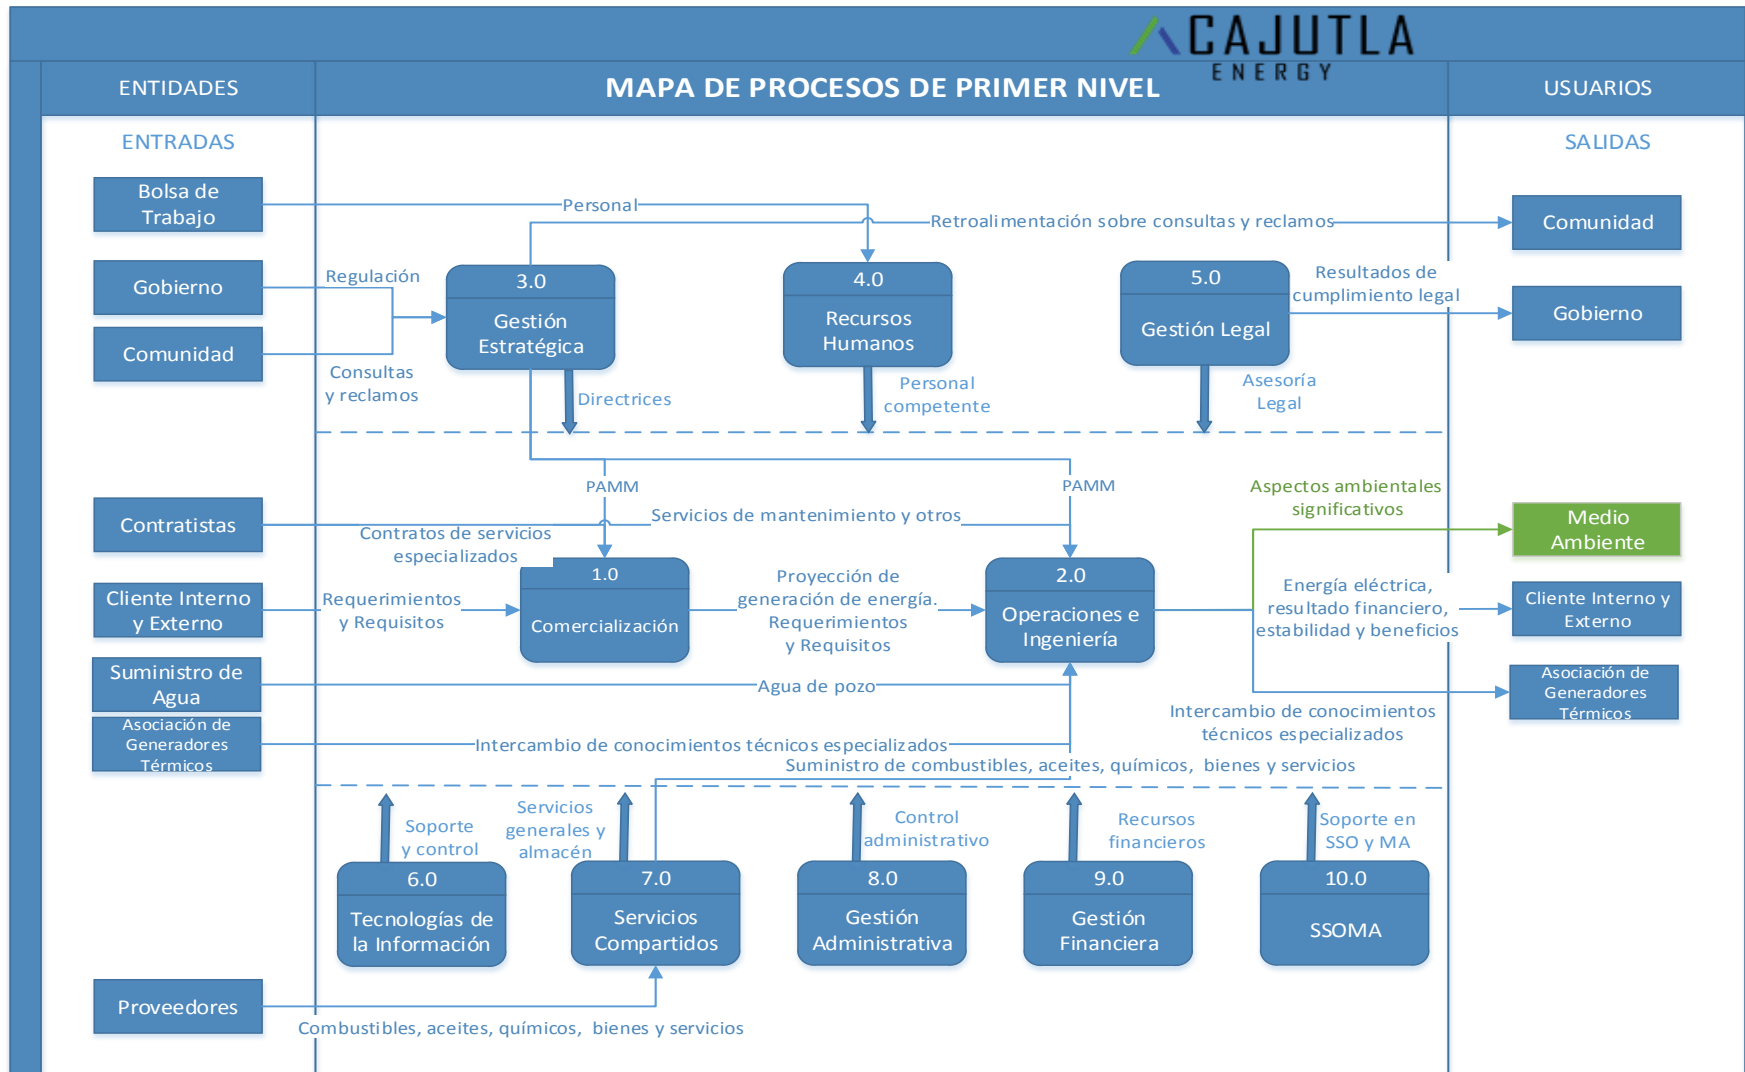 CAJUTLA
ENERGY
ENTIDADES
MAPA DE PROCESOS DE PRIMER NIVEL
USUARIOS
ENTRADAS
SALIDAS
Bolsa de
Trabajo
Personal
Retroalimentación sobre consultas y reclamos
Comunidad
Gobierno
Regulación
Comunidad
Consultas
y reclamos
3.0
Gestión
Estratégica
4.0
Recursos
Humanos
5.0
Gestión Legal
Resultados de
cumplimiento legal
Gobierno
Directrices
Personal
competente
Asesoría
Legal
PAMM
PAMM
Contratistas
Contratos de servicios
especializados
Servicios de mantenimiento y otros
Aspectos ambientales
significativos
Medio
Ambiente
Cliente Interno
y Externo
Requerimientos
y Requisitos
1.0
Comercialización
Proyección de
generación de energía.
Requerimientos
y Requisitos
2.0
Operaciones e
Ingeniería
Energía eléctrica,
resultado financiero,
estabilidad y beneficios
Cliente Interno y
Externo
Suministro de
Agua
Agua de pozo
Asociación de
Generadores
Térmicos
Intercambio de conocimientos técnicos especializados
Intercambio de conocimientos
técnicos especializados
Asociación de
Generadores
Térmicos
Suministro de combustibles, aceites, químicos, bienes y servicios
Soporte
y control
Servicios
generales y
almacén
Control
administrativo
Recursos
financieros
Soporte en
SSO y MA
6.0
Tecnologías de
la Información
7.0
Servicios
Compartidos
8.0
Gestión
Administrativa
9.0
Gestión
Financiera
10.0
SSOMA
Proveedores
Combustibles, aceites, químicos, bienes y servicios